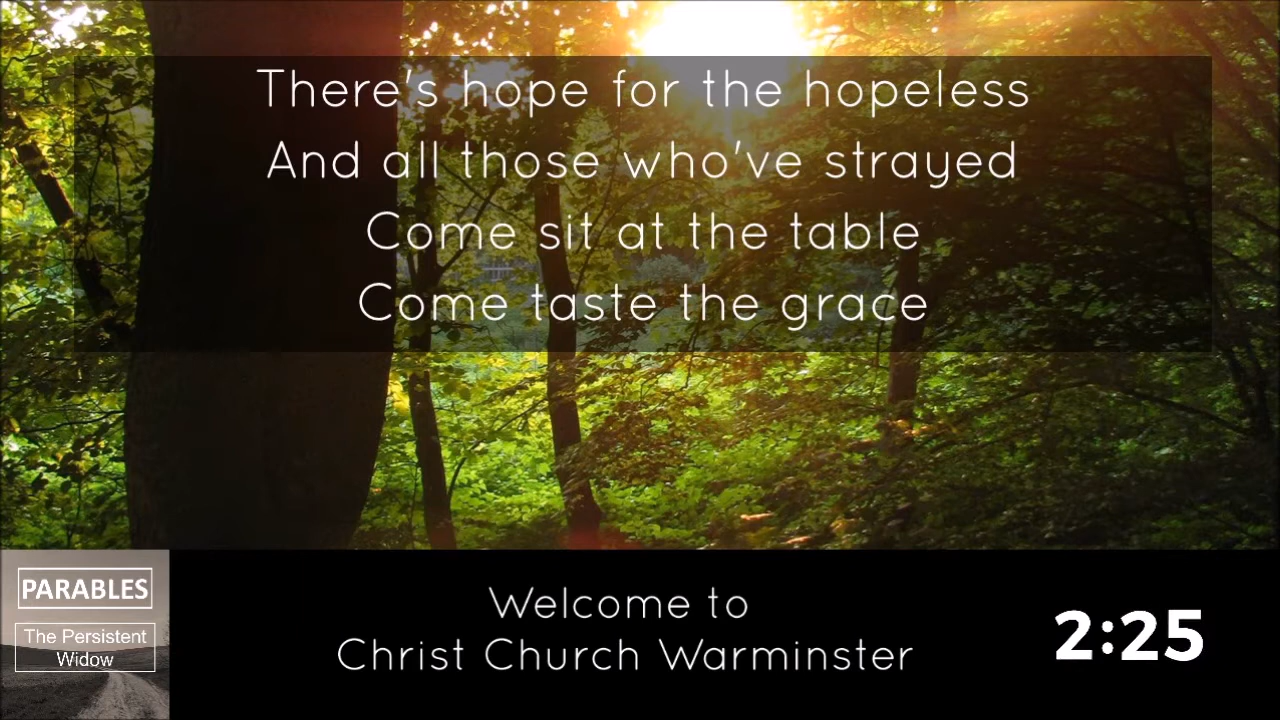 There's hope for the hopeless
And all those who've strayed
Come sit at the table
Come taste the grace
PARABLES
The Persistent
Widow
Welcome to
Christ Church Warminster
2:25